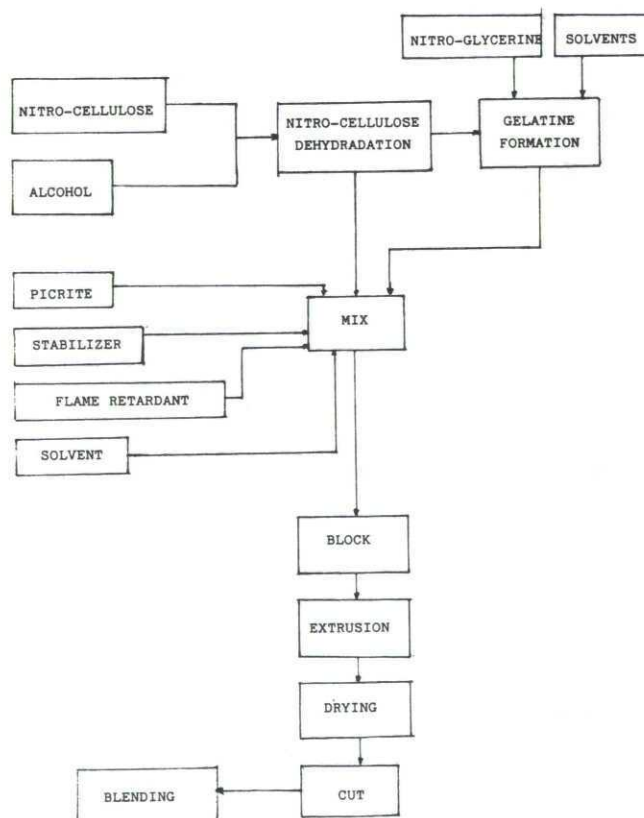 NITRO-GLYCERINE
SOLVENTS
NITRO-CELLULOSE
NITRO-CELLULOSE
DEHYDRADATION
GELATINE
FORMATION
ALCOHOL
PICRITE
MIX
STABILIZER
FLAME RETARDANT
SOLVENT
BLOCK
EXTRUSION
DRYING
BLENDING
CUT